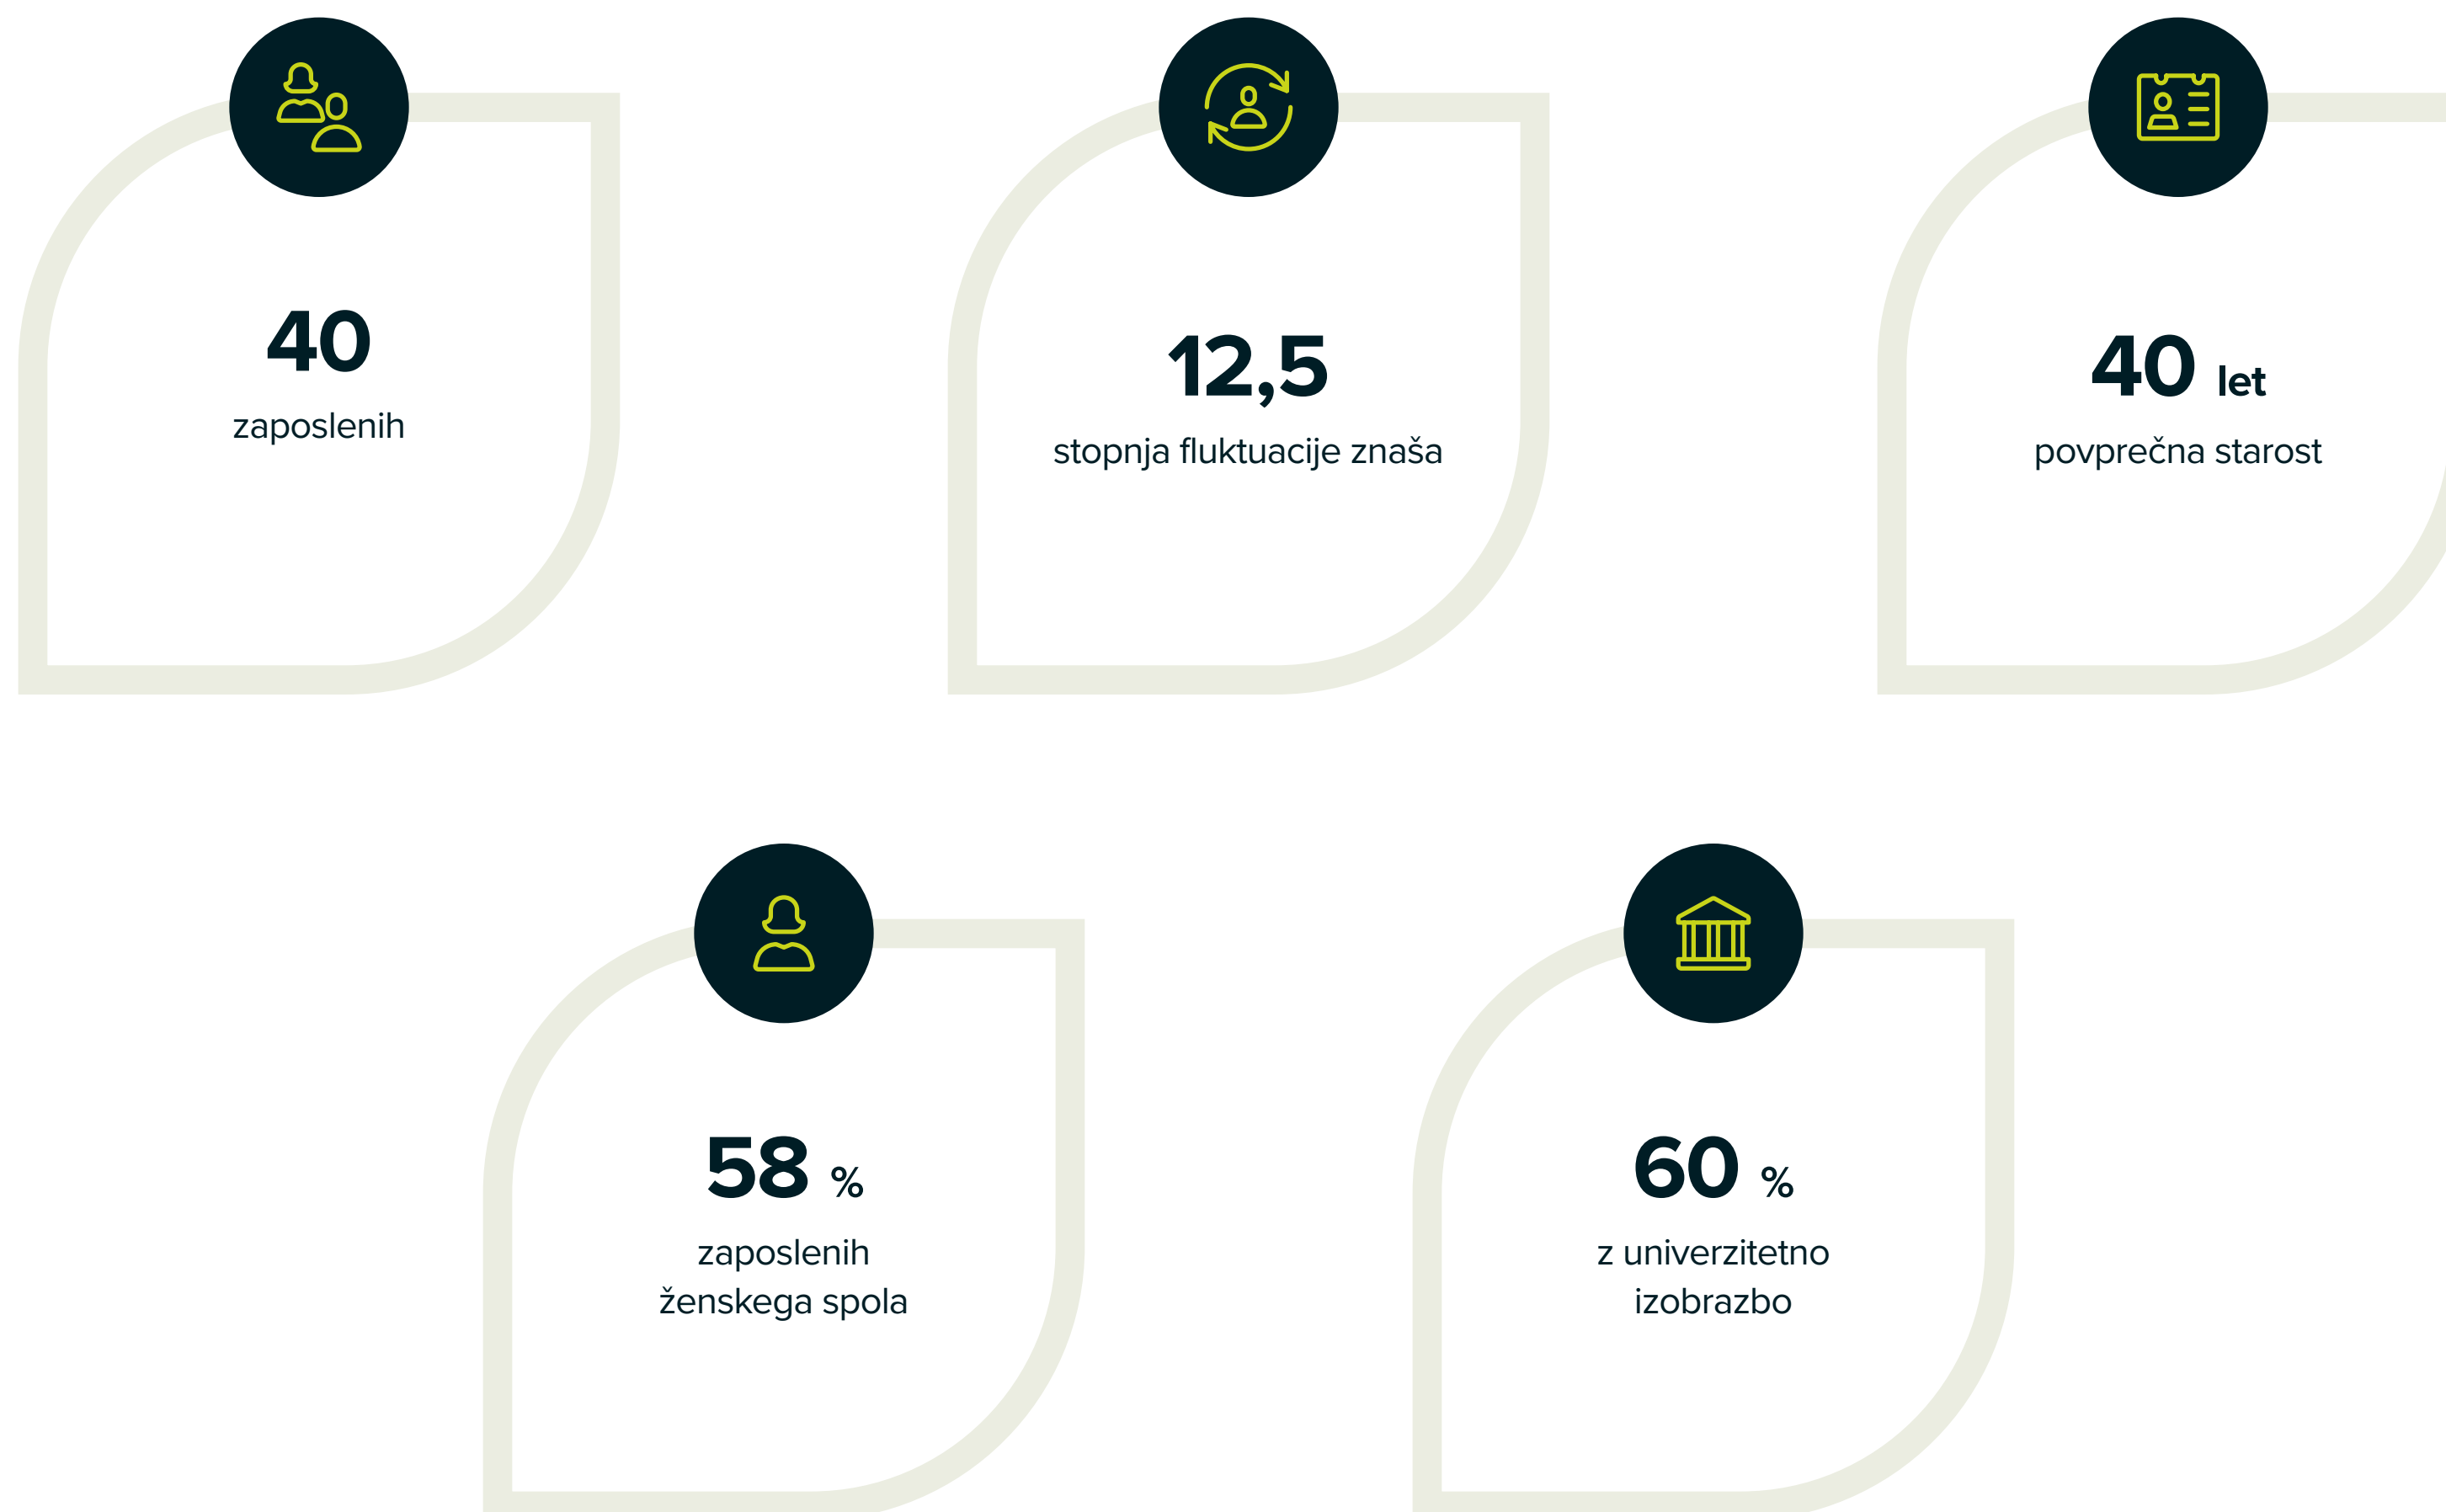 40
zaposlenih
12,5
stopnja fluktuacije znaša
40 let
povprečna starost
58 %
zaposlenih
ženskega spola
60 %
z univerzitetno
izobrazbo